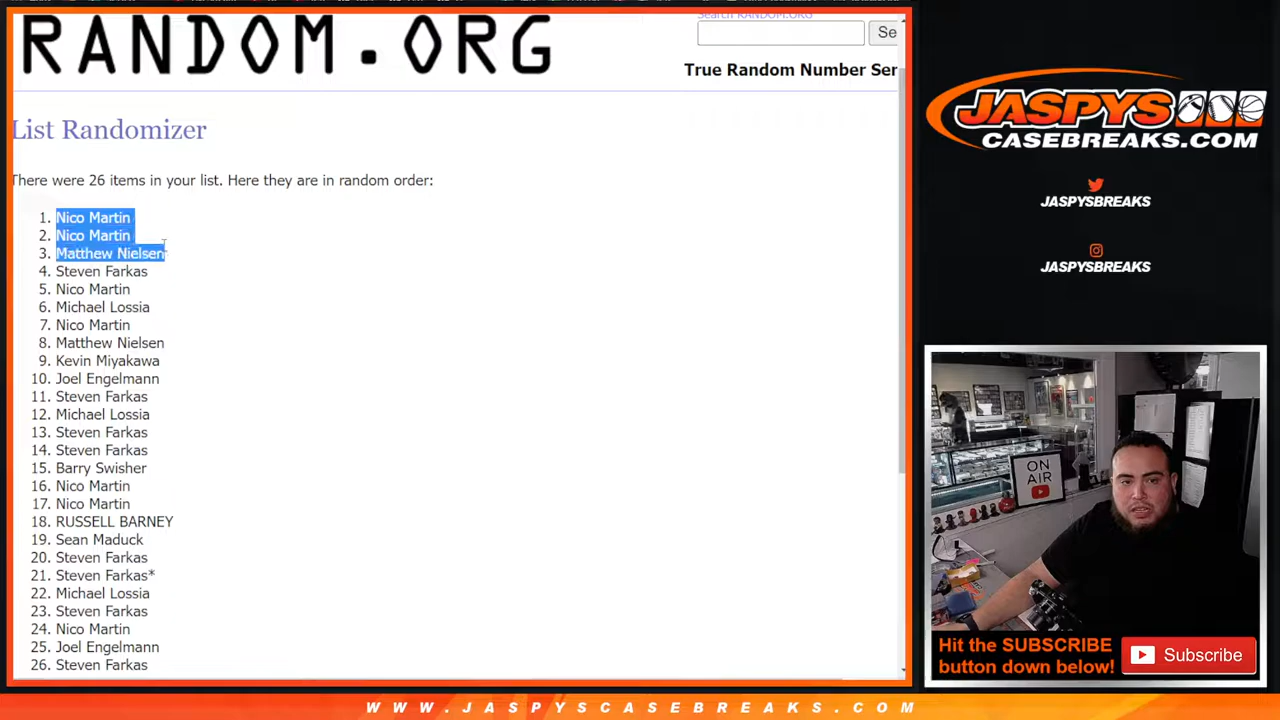 Search RANDOM.ORG
RANDOM.ORG
Se
True Random Number Ser
List Randomizer
There were 26 items in your list. Here they are in random order:
1. Nico Martin
2. Nico Martin
3. Matthew Nielsen
4. Steven Farkas
5. Nico Martin
6. Michael Lossia
7. Nico Martin
8. Matthew Nielsen
9. Kevin Miyakawa
10. Joel Engelmann
11. Steven Farkas
12. Michael Lossia
13. Steven Farkas
14. Steven Farkas
15. Barry Swisher
16. Nico Martin
17. Nico Martin
18. RUSSELL BARNEY
19. Sean Maduck
20. Steven Farkas
21. Steven Farkas*
22. Michael Lossia
23. Steven Farkas
24. Nico Martin
25. Joel Engelmann
26. Steven Farkas
JASPYS
CASEBREAKS.COM
JASPYSBREAKS
JASPYSBREAKS
ON
AIR
Hit the SUBSCRIBE
button down below!
Subscribe
WWW.JASPYSCASEBREAKS.COM